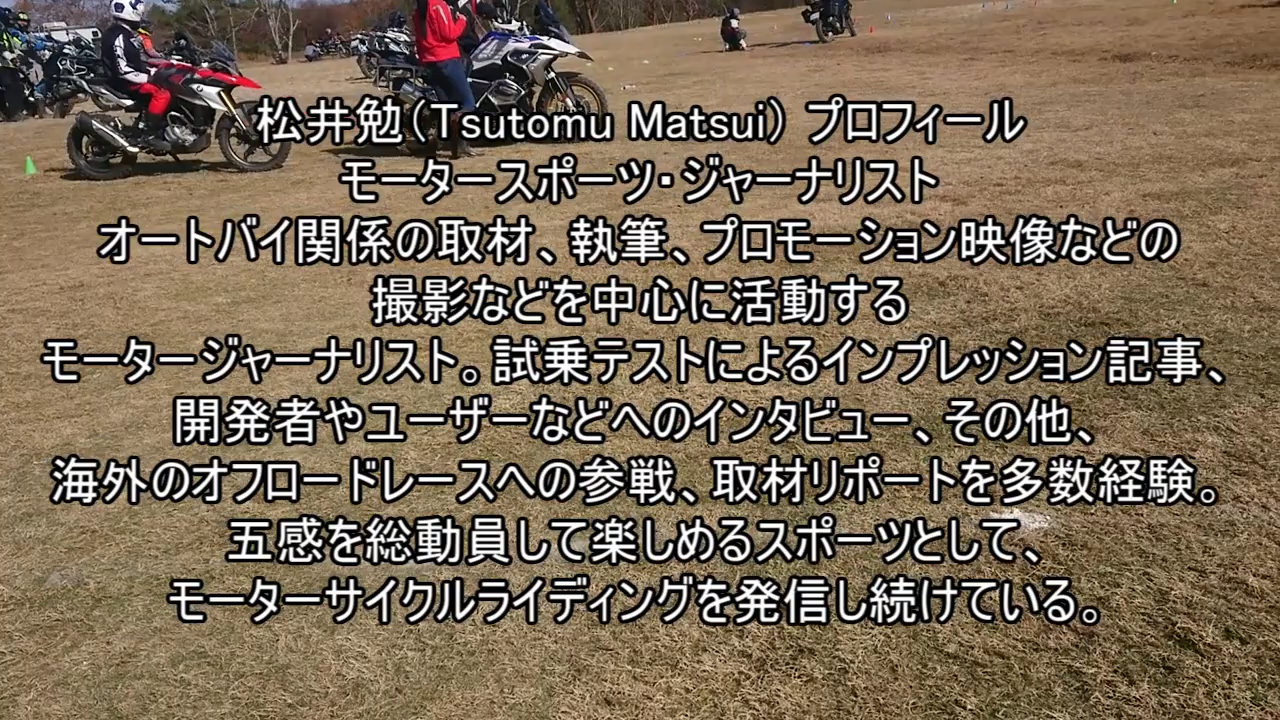 松井勉(Tsutomu Matsui) プロフィール
モータースポーツ・ジャーナリスト
オートバイ関係の取材、執筆、プロモーション映像などの
撮影などを中心に活動する
モータージャーナリスト。試乗テストによるインプレッション記事、
開発者やユーザーなどへのインタビュー、その他、
海外のオフロードレースへの参戦、取材リポートを多数経験。
五感を総動員して楽しめるスポーツとして、
モーターサイクルライディングを発信し続けている。